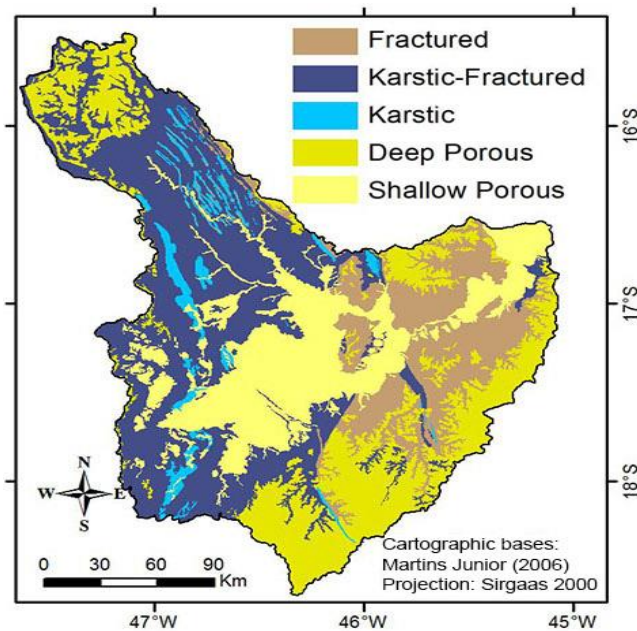 Fractured
Karstic-Fractured
Karstic
Deep Porous
Shallow Porous
16°S
17°S
18°S
N
W E
S
0 30 60 90
Km
Cartographic bases:
Martins Junior (2006)
Projection: Sirgaas 2000
47°W 46°W 45°W